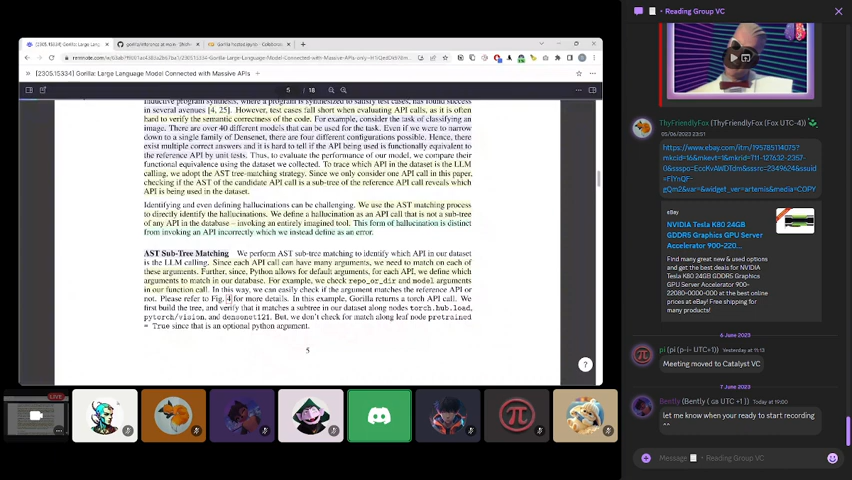 [2305.15334] Gorilla: Large Lang
Reading Group VC
[2305.15334] Gorilla: Large Language Model Connected with Massive APIs
5 / 18
inductive program synthesis, where a program is synthesized to satisfy test cases, has found success
in several avenues [4, 25]. However, test cases fall short when evaluating API calls, as it is often
hard to verify the semantic correctness of the code. For example, consider the task of classifying an
image. There are over 40 different models that can be used for the task. Even if we were to narrow
down to a single family of Densenet, there are four different configurations possible. Hence, there
exist multiple correct answers and it is hard to tell if the API being used is functionally equivalent to
the reference API by unit tests. Thus, to evaluate the performance of our model, we compare their
functional equivalence using the dataset we collected. To trace which API in the dataset is the LLM
calling, we adopt the AST tree-matching strategy. Since we only consider one API call in this paper,
checking if the AST of the candidate API call is a sub-tree of the reference API call reveals which
API is being used in the dataset.
Identifying and even defining hallucinations can be challenging. We use the AST matching process
to directly identify the hallucinations. We define a hallucination as an API call that is not a sub-tree
of any API in the database – invoking an entirely imagined tool. This form of hallucination is distinct
from invoking an API incorrectly which we instead define as an error.
AST Sub-Tree Matching We perform AST sub-tree matching to identify which API in our dataset
is the LLM calling. Since each API call can have many arguments, we need to match on each of
these arguments. Further, since, Python allows for default arguments, for each API, we define which
arguments to match in our database. For example, we check repo_or_dir and model arguments
in our function call. In this way, we can easily check if the argument matches the reference API or
not. Please refer to Fig. 4 for more details. In this example, Gorilla returns a torch API call. We
first build the tree, and verify that it matches a subtree in our dataset along nodes torch.hub.load,
pytorch/vision, and densenet121. But, we don't check for match along leaf node pretrained
= True since that is an optional python argument.
5
?
LIVE
ThyFriendlyFox (ThyFriendlyFox [Fox UTC-4])
05/06/2023 23:51
eBay
NVIDIA Tesla K80 24GB
GDDR5 Graphics GPU Server
Accelerator 900-220...
Find many great new & used
options and get the best deals for
NVIDIA Tesla K80 24GB GDDR5
Graphics GPU Server Accelerator
900-22080-0000-000 at the best
online prices at eBay! Free shipping
for many products!
6 June 2023
pi (pi (p-i- UTC+1)) Yesterday at 11:13
Meeting moved to Catalyst VC
7 June 2023
Bently (Bently ( ga UTC +1 )) Today at 19:00
let me know when your ready to start recording
^^
Message Reading Group VC